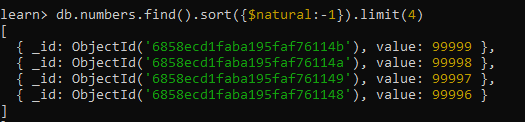 learn> db.numbers.find().sort({$natural:-1}).limit(4)
[
  { _id: ObjectId('6858ecd1faba195faf76114b'), value: 99999 },
  { _id: ObjectId('6858ecd1faba195faf76114a'), value: 99998 },
  { _id: ObjectId('6858ecd1faba195faf761149'), value: 99997 },
  { _id: ObjectId('6858ecd1faba195faf761148'), value: 99996 }
]